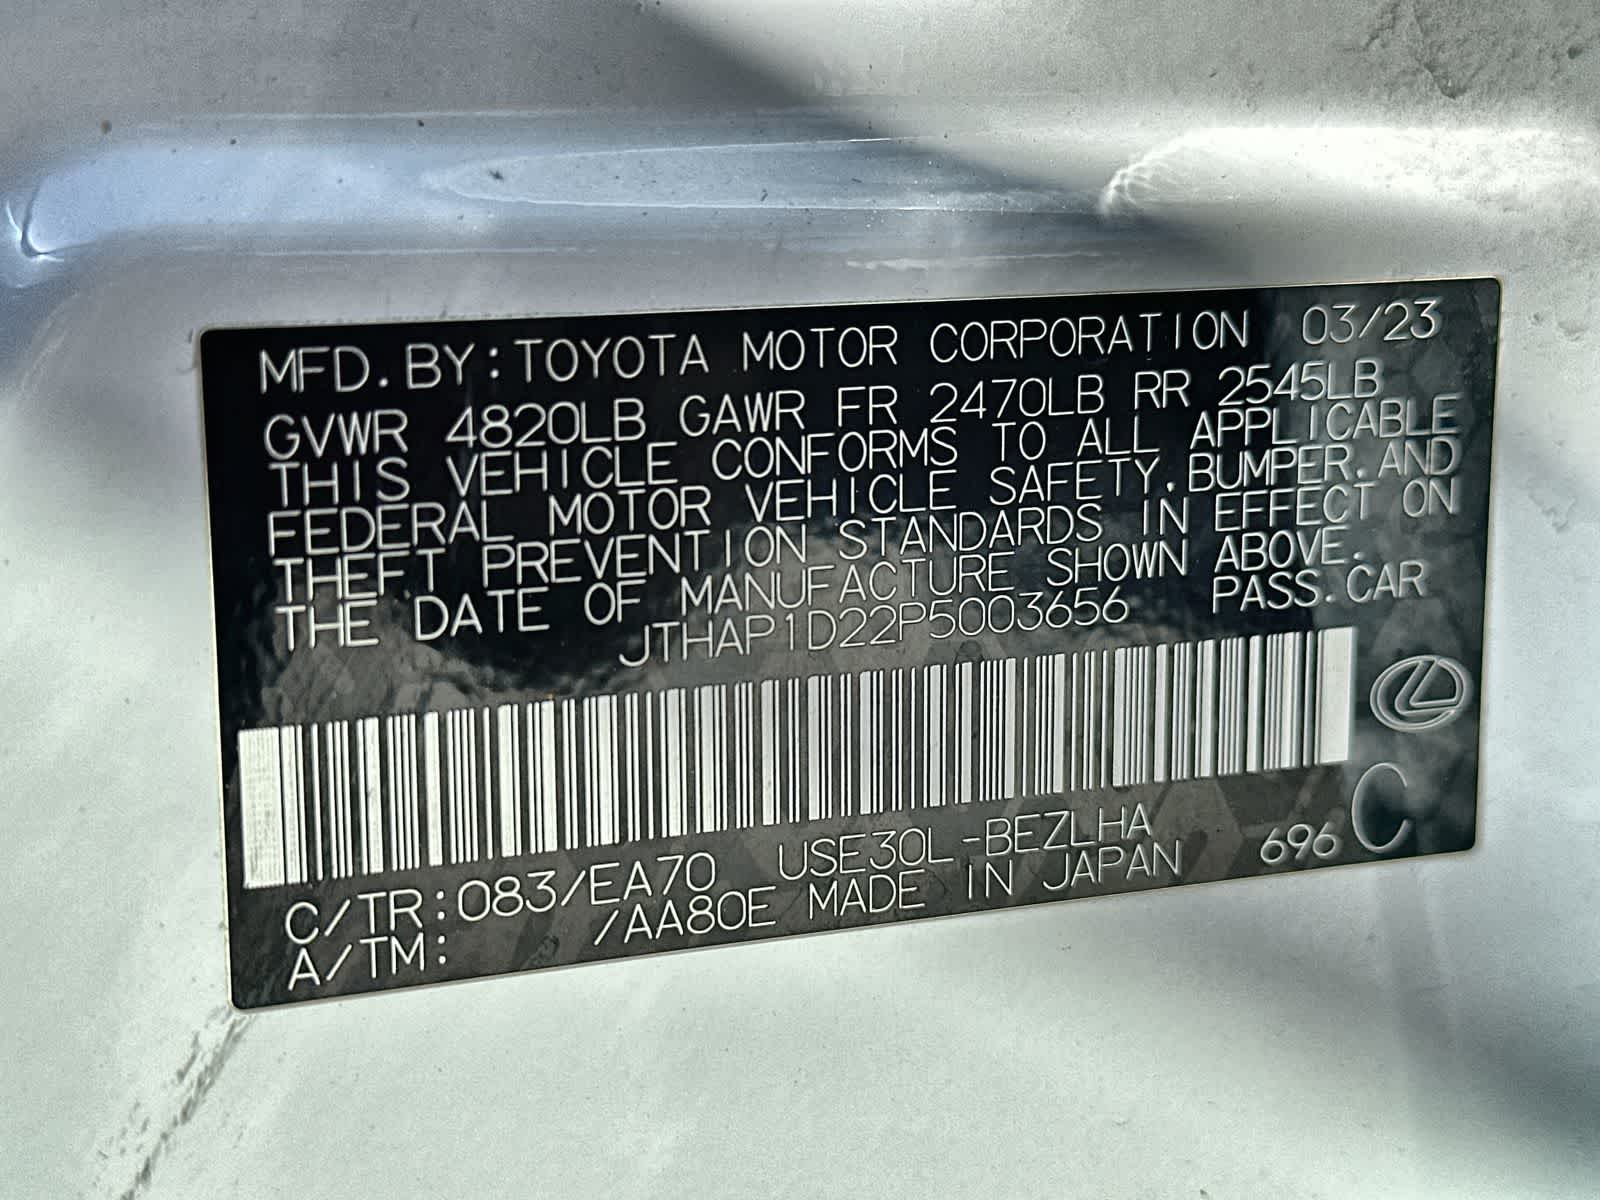 MFD. BY: TOYOTA MOTOR CORPORATION 03/23
GVWR 4820LB GAWR FR 2470LB RR 2545LB
THIS VEHICLE CONFORMS TO ALL APPLICABLE
FEDERAL MOTOR VEHICLE SAFETY, BUMPER, AND
THEFT PREVENTION STANDARDS IN EFFECT ON
THE DATE OF MANUFACTURE SHOWN ABOVE.
JTHAP1D22P5003656 PASS. CAR
C/TR: 083/EA70 USE30L-BEZLHA
A/TM: /AA80E MADE IN JAPAN 696 C